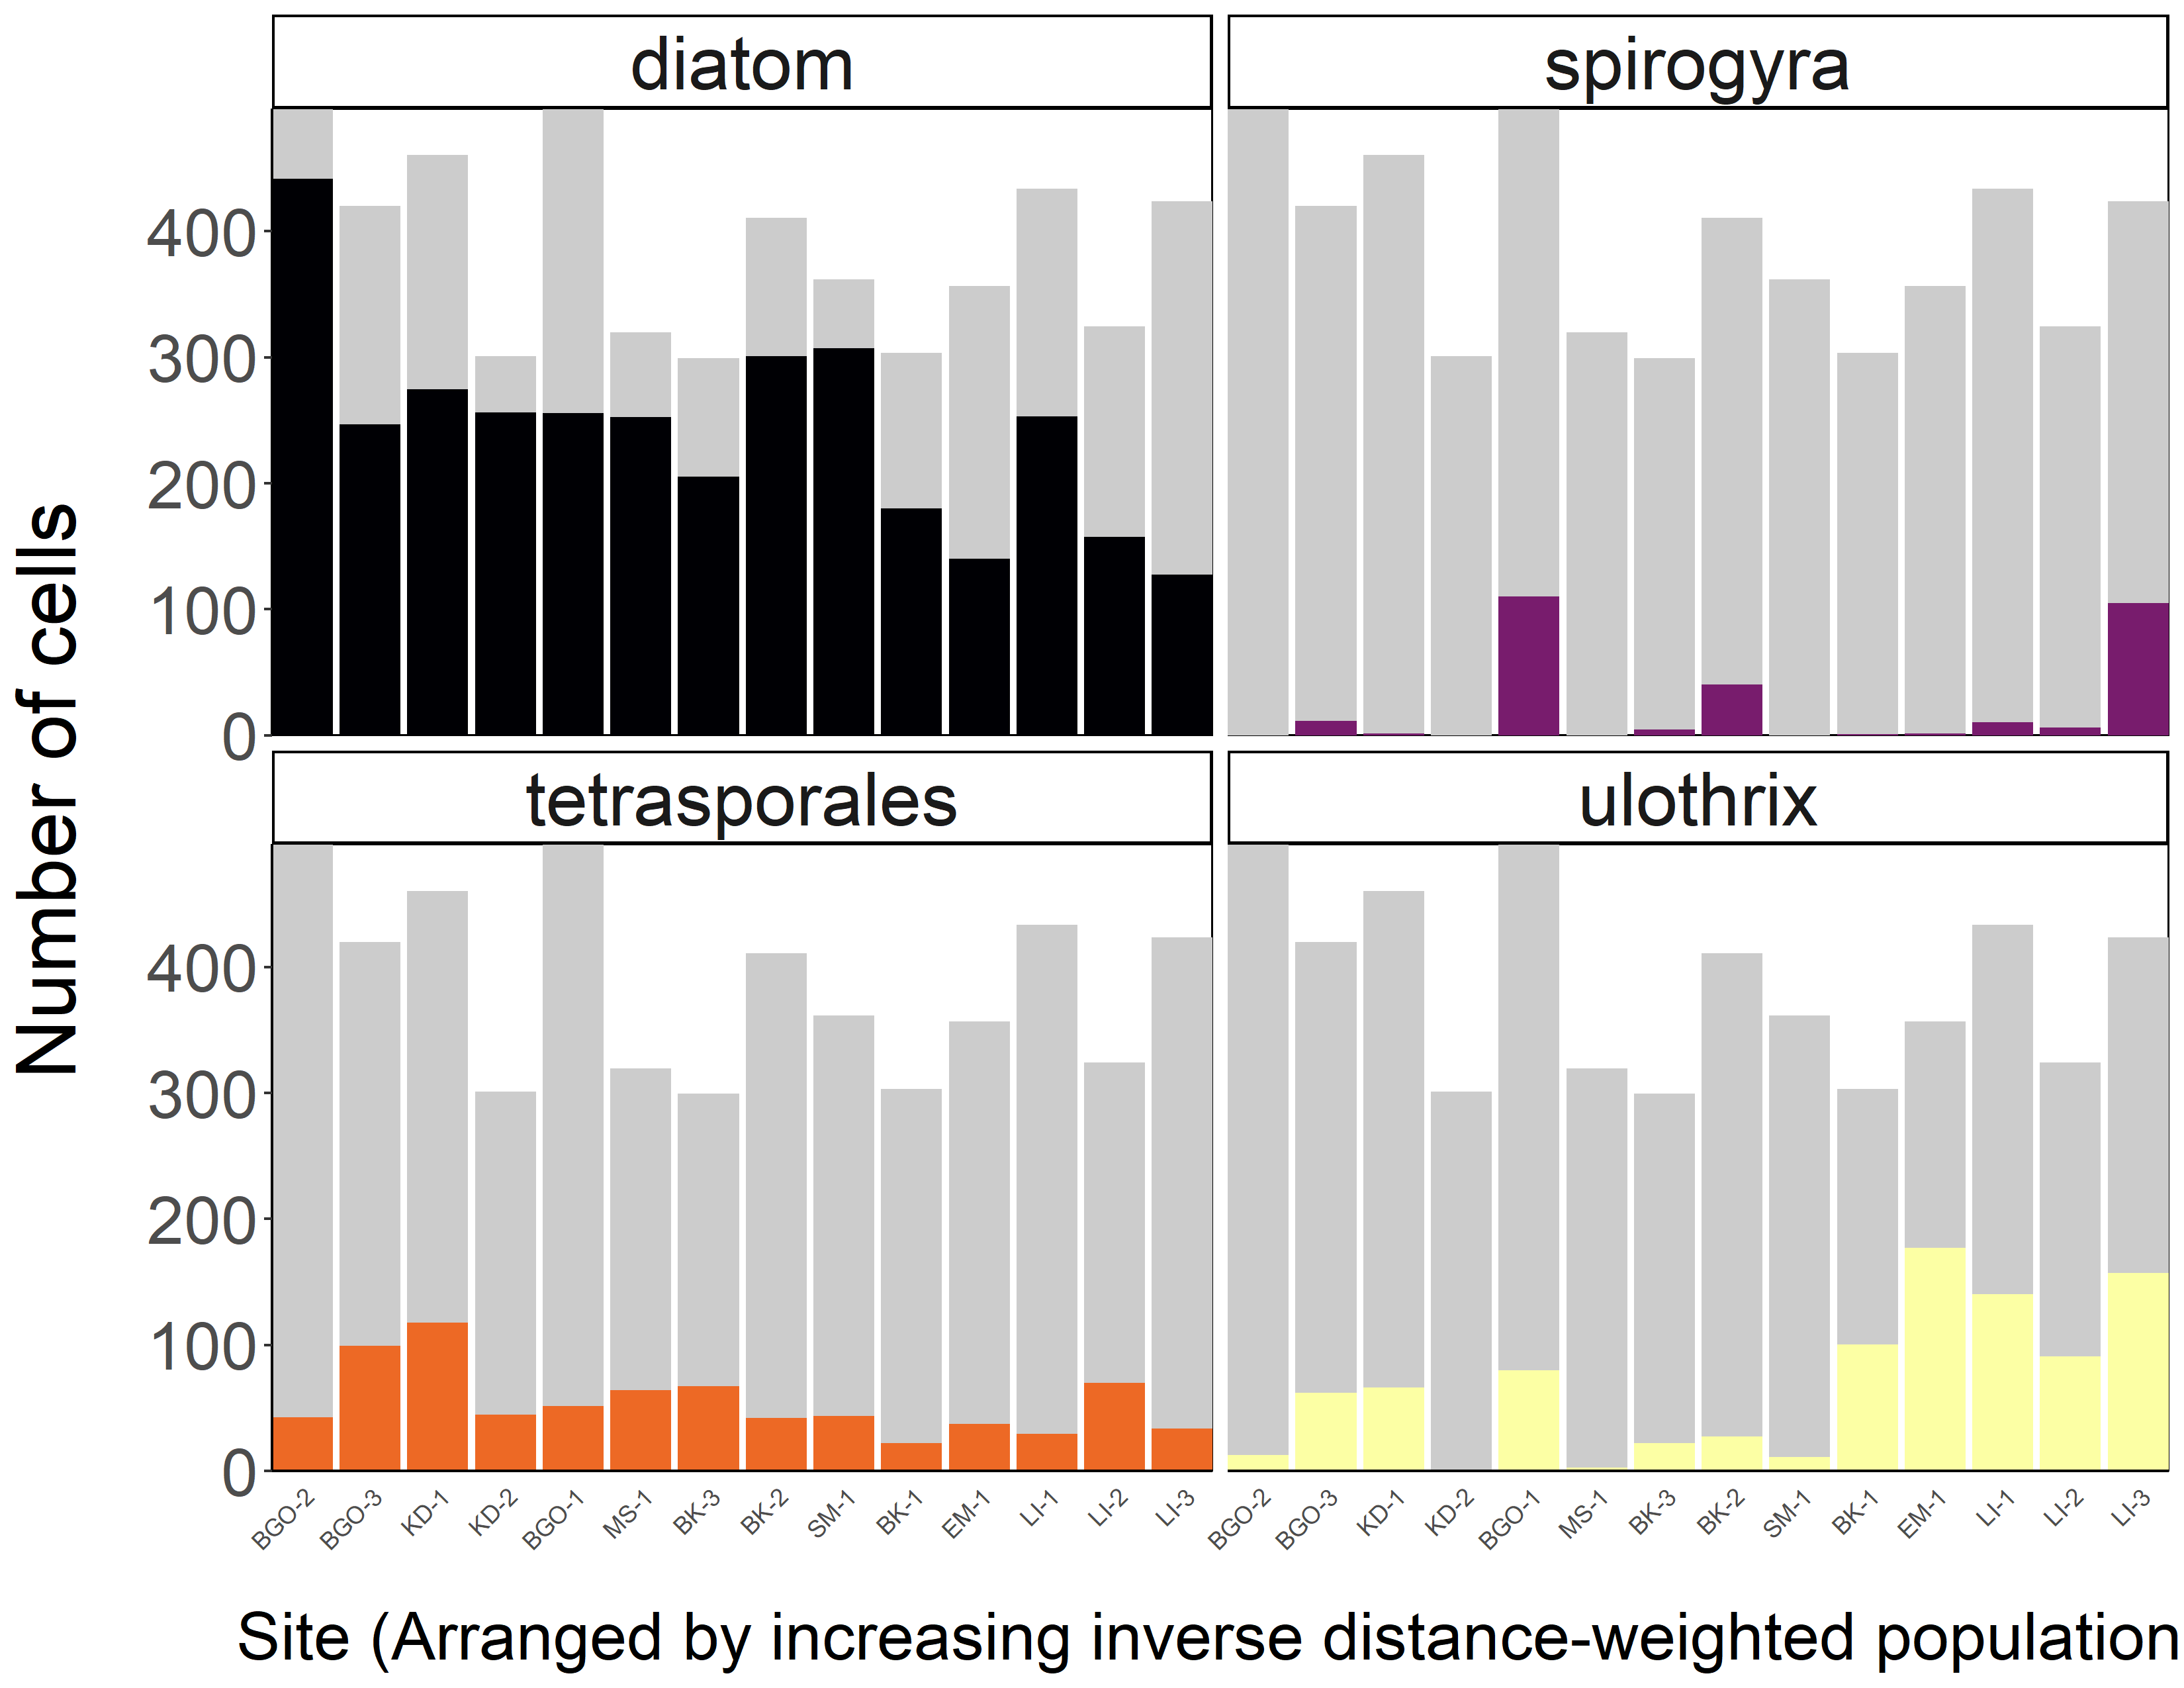 diatom
spirogyra
400
300
200
100
0
tetrasporales
ulothrix
400
300
200
100
0
Number of cells
BGO-2
BGO-3
KD-1
KD-2
BGO-1
MS-1
BK-3
BK-2
SM-1
BK-1
EM-1
LI-1
LI-2
LI-3
BGO-2
BGO-3
KD-1
KD-2
BGO-1
MS-1
BK-3
BK-2
SM-1
BK-1
EM-1
LI-1
LI-2
LI-3
Site (Arranged by increasing inverse distance-weighted population